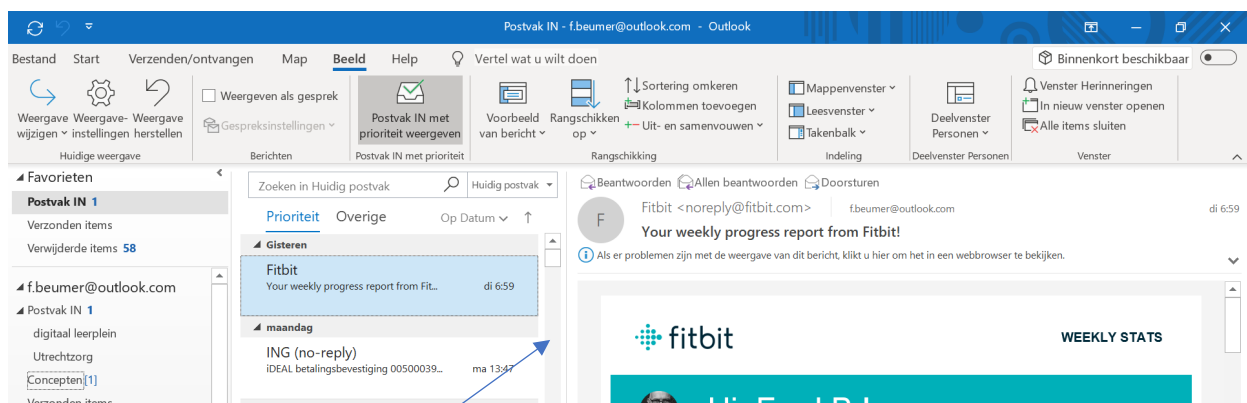 Postvak IN - f.beumer@outlook.com - Outlook
Bestand Start Verzenden/ontvangen Map Beeld Help Vertel wat u wilt doen Binnenkort beschikbaar
Weergave wijzigen
Weergave-instellingen
Weergave herstellen
Huidige weergave
Weergeven als gesprek
Gespreksinstellingen
Berichten
Postvak IN met
prioriteit weergeven
Postvak IN met prioriteit
Voorbeeld
van bericht
Rangschikken
op
Sortering omkeren
Kolommen toevoegen
Uit- en samenvouwen
Rangschikking
Mappenvenster
Leesvenster
Takenbalk
Indeling
Deelvenster
Personen
Deelvenster Personen
Venster Herinneringen
In nieuw venster openen
Alle items sluiten
Venster
Favorieten
Postvak IN 1
Verzonden items
Verwijderde items 58
f.beumer@outlook.com
Postvak IN 1
digitaal leerplein
Utrechtzorg
Concepten [1]
Verzonden items
Zoeken in Huidig postvak Huidig postvak
Prioriteit Overige Op Datum
Gisteren
Fitbit
Your weekly progress report from Fit... di 6:59
maandag
ING (no-reply)
iDEAL betalingsbevestiging 00500039... ma 13:47
Beantwoorden Allen beantwoorden Doorsturen
F
Fitbit <noreply@fitbit.com> f.beumer@outlook.com di 6:59
Your weekly progress report from Fitbit!
Als er problemen zijn met de weergave van dit bericht, klikt u hier om het in een webbrowser te bekijken.
fitbit WEEKLY STATS